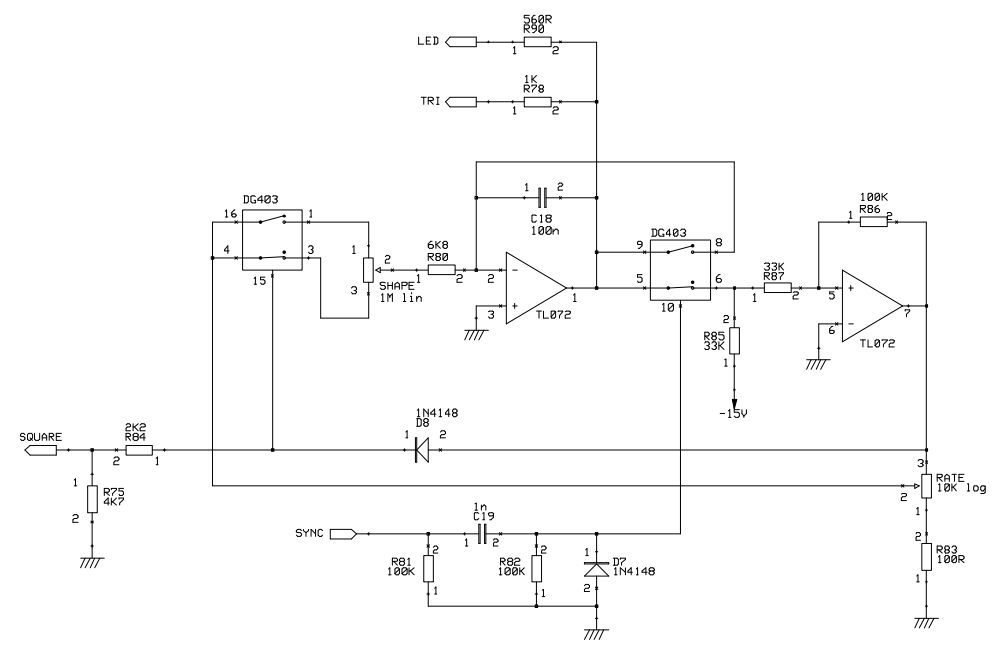 560R
R90
LED
1
2
1K
R78
TRI
1
2
DG403
16
1
4
3
15
1
2
3
SHAPE
1M lin
6K8
R80
1
2
1
2
C18
100n
2
3
1
TL072
DG403
9
8
5
6
10
33K
R87
1
2
100K
R86
1
2
5
6
7
TL072
2
R85
33K
1
-15V
SQUARE
2K2
R84
2
1
1
R75
4K7
2
1N4148
D8
1
2
3
RATE
10K log
2
1
2
R83
100R
1
SYNC
1n
C19
1
2
2
R81
100K
1
2
R82
100K
1
1
D7
1N4148
2